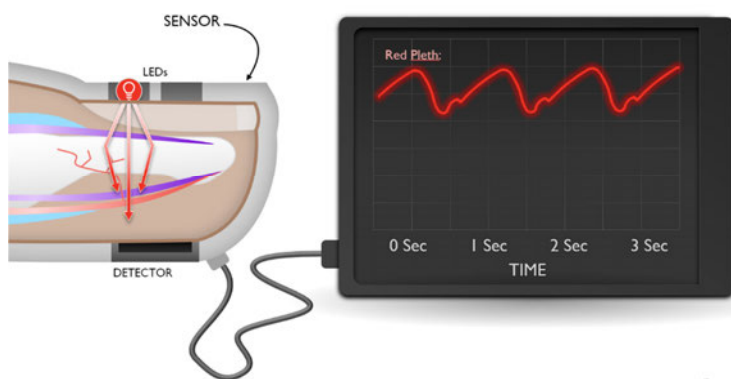 SENSOR
LEDs
DETECTOR
Red Pleth:
0 Sec 1 Sec 2 Sec 3 Sec
TIME